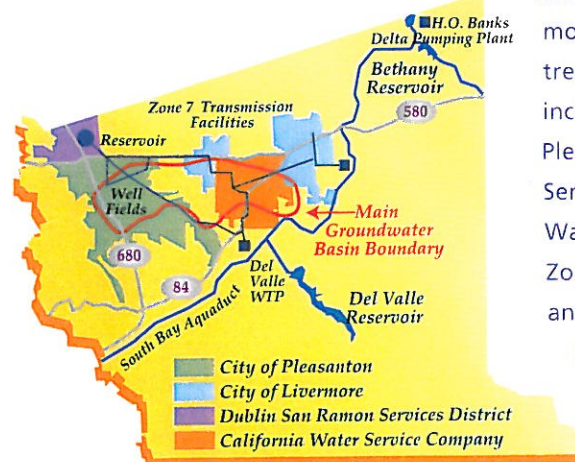 H.O. Banks
Delta Pumping Plant
Bethany
Reservoir
Zone 7 Transmission
Facilities
580
Reservoir
Well
Fields
Main
Groundwater
Basin Boundary
680
84
Del
Valle
WTP
Del Valle
Reservoir
South Bay Aquaduct
City of Pleasanton
City of Livermore
Dublin San Ramon Services District
California Water Service Company
mo
tre
inc
Ple
Ser
Wa
Zo
an